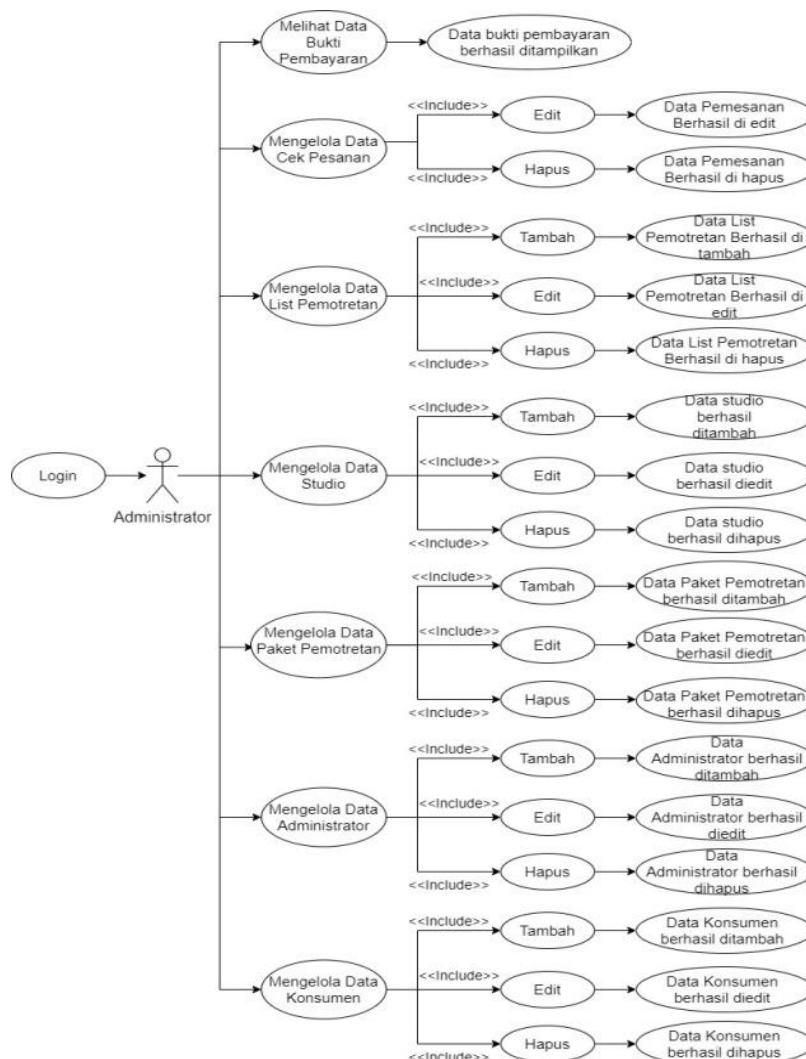 Melihat Data
Bukti
Pembayaran
Data bukti pembayaran
berhasil ditampilkan
Mengelola Data
Cek Pesanan
<<Include>>
Edit
Data Pemesanan
Berhasil di edit
<<Include>>
Hapus
Data Pemesanan
Berhasil di hapus
Mengelola Data
List Pemotretan
<<Include>>
Tambah
Data List
Pemotretan Berhasil di
tambah
<<Include>>
Edit
Data List
Pemotretan Berhasil di
edit
<<Include>>
Hapus
Data List Pemotretan
Berhasil di hapus
Login
Administrator
Mengelola Data
Studio
<<Include>>
Tambah
Data studio
berhasil
ditambah
<<Include>>
Edit
Data studio
berhasil diedit
<<Include>>
Hapus
Data studio
berhasil dihapus
Mengelola Data
Paket Pemotretan
<<Include>>
Tambah
Data Paket Pemotretan
berhasil ditambah
<<Include>>
Edit
Data Paket Pemotretan
berhasil diedit
<<Include>>
Hapus
Data Paket Pemotretan
berhasil dihapus
Mengelola Data
Administrator
<<Include>>
Tambah
Data
Administrator berhasil
ditambah
<<Include>>
Edit
Data
Administrator berhasil
diedit
<<Include>>
Hapus
Data
Administrator berhasil
dihapus
Mengelola Data
Konsumen
<<Include>>
Tambah
Data Konsumen
berhasil ditambah
<<Include>>
Edit
Data Konsumen
berhasil diedit
<<Include>>
Hapus
Data Konsumen
berhasil dihapus